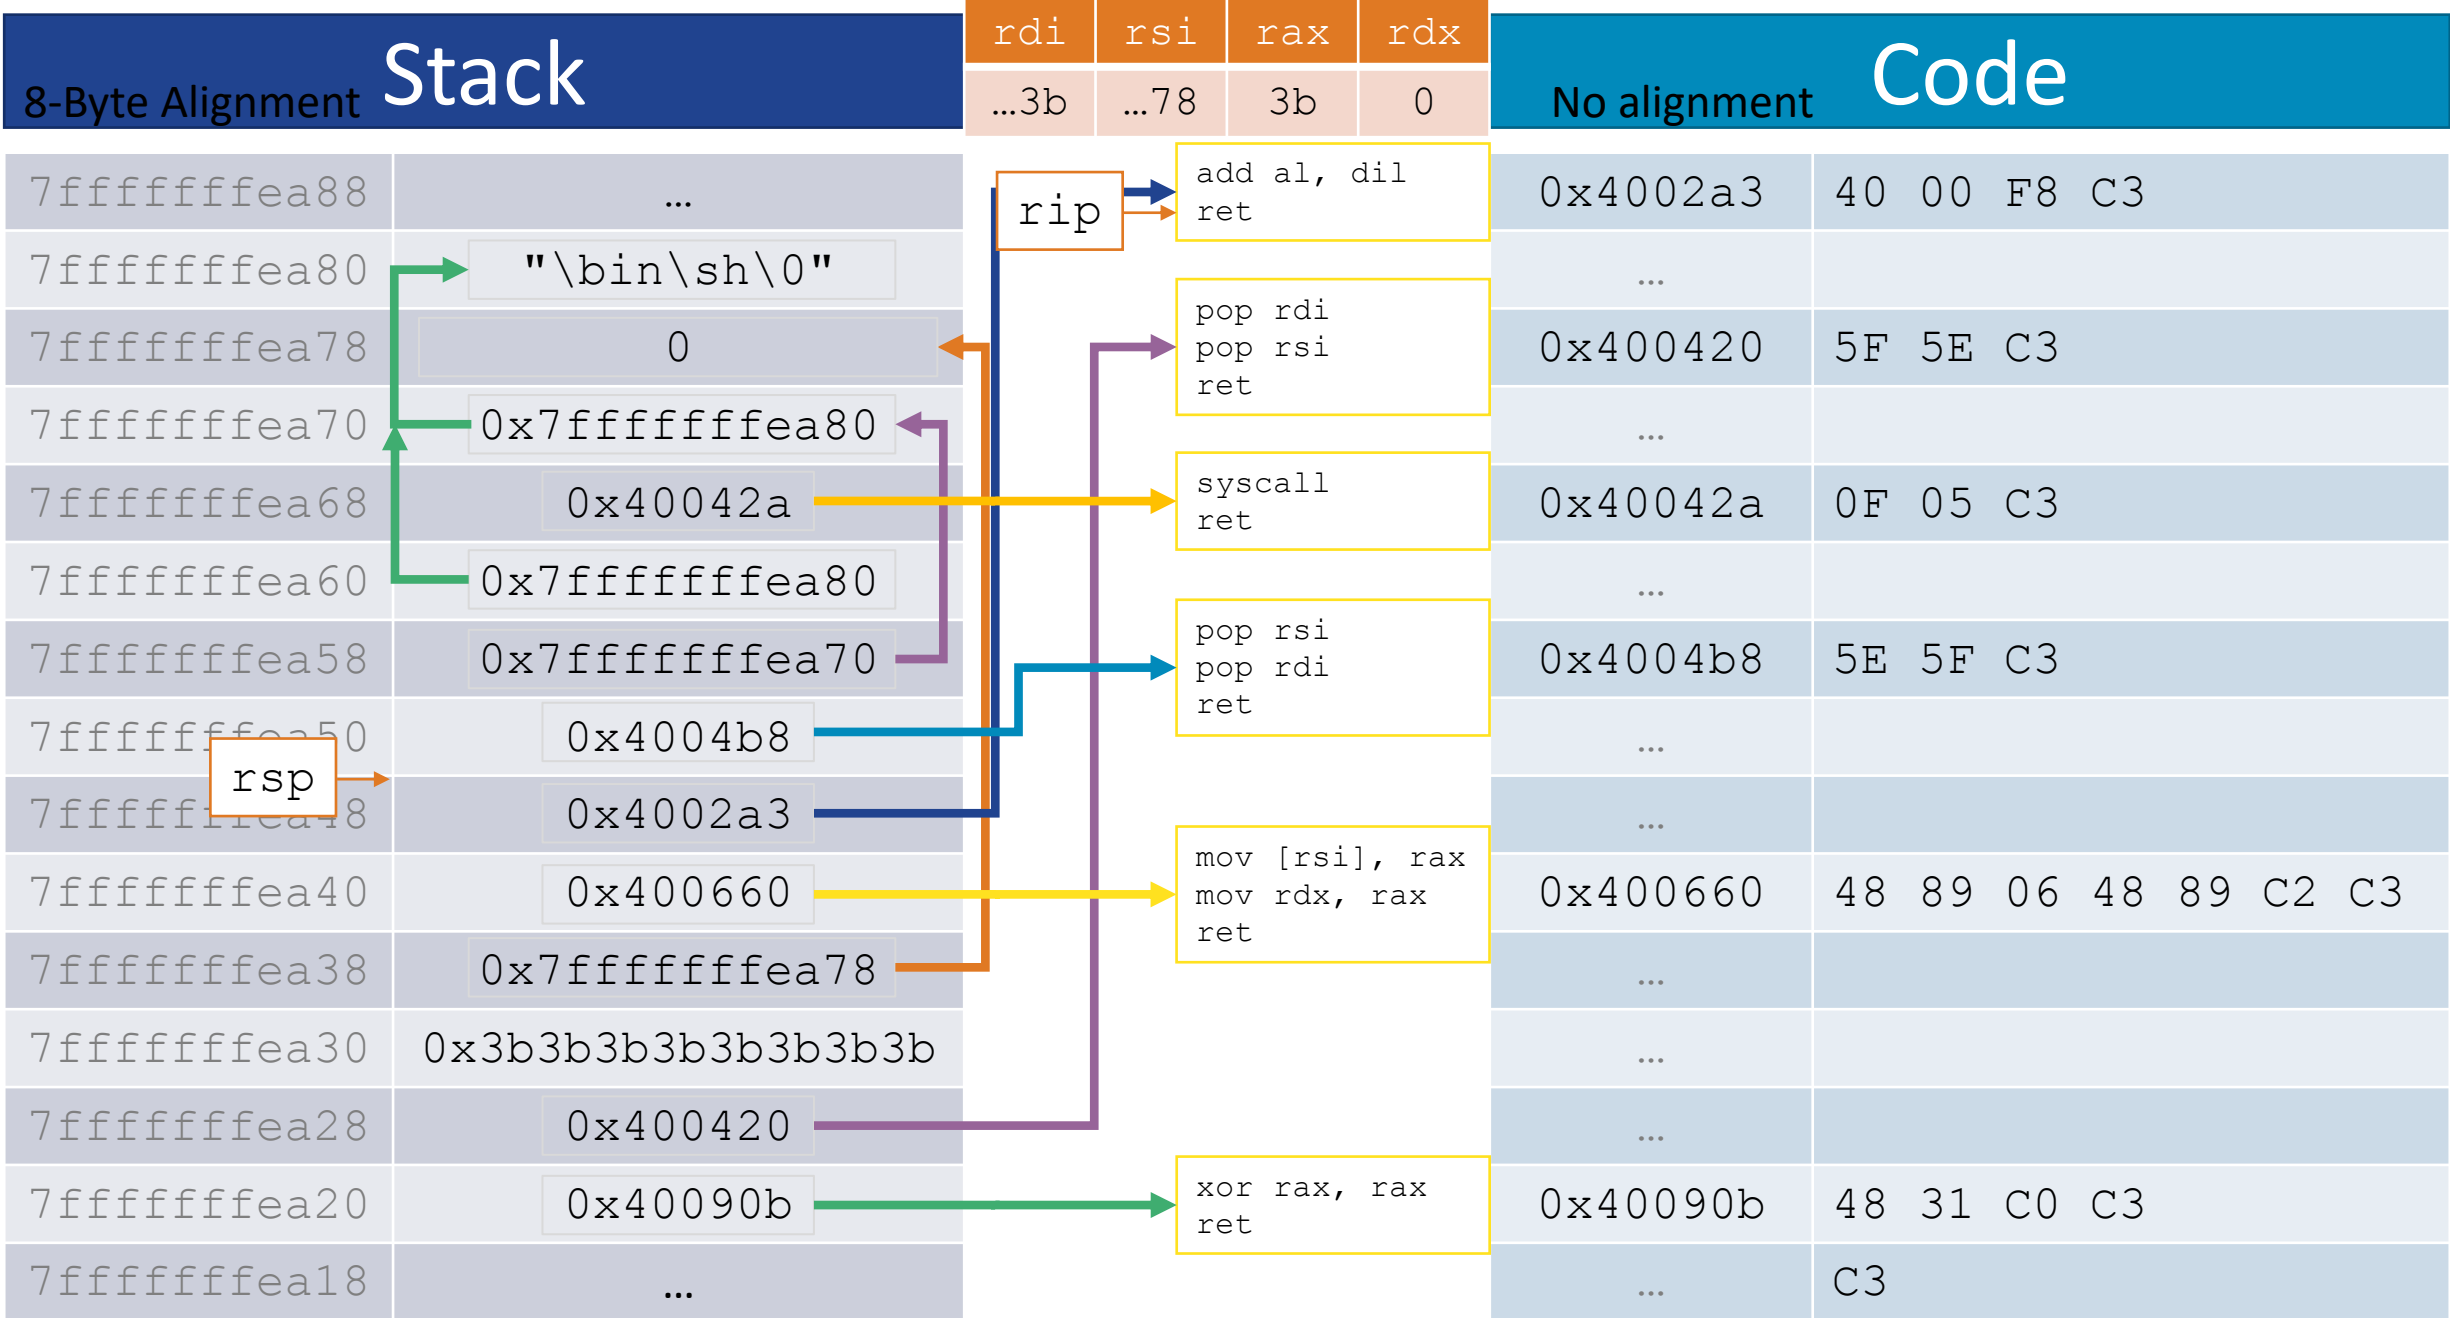 Stack
8-Byte Alignment
rdi rsi rax rdx
…3b …78 3b 0
Code
No alignment
7fffffffea88 …
7fffffffea80 "\bin\sh\0"
7fffffffea78 0
7fffffffea70 0x7fffffffea80
7fffffffea68 0x40042a
7fffffffea60 0x7fffffffea80
7fffffffea58 0x7fffffffea70
7fffffffea50 0x4004b8
rsp
7fffffffea48 0x4002a3
7fffffffea40 0x400660
7fffffffea38 0x7fffffffea78
7fffffffea30 0x3b3b3b3b3b3b3b3b
7fffffffea28 0x400420
7fffffffea20 0x40090b
7fffffffea18 …
rip
add al, dil
ret
pop rdi
pop rsi
ret
syscall
ret
pop rsi
pop rdi
ret
mov [rsi], rax
mov rdx, rax
ret
xor rax, rax
ret
0x4002a3 40 00 F8 C3
…
0x400420 5F 5E C3
…
0x40042a 0F 05 C3
…
0x4004b8 5E 5F C3
…
…
0x400660 48 89 06 48 89 C2 C3
…
…
…
0x40090b 48 31 C0 C3
… C3